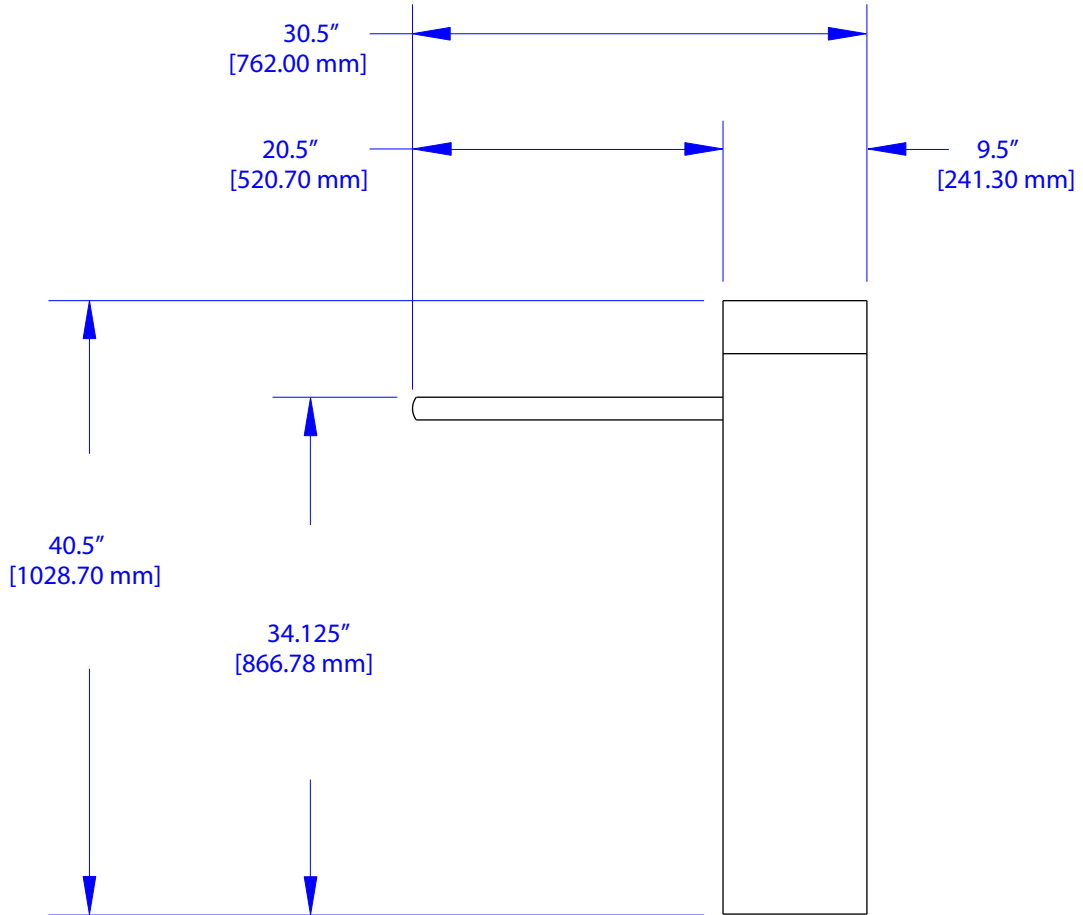 30.5″
[762.00 mm]
20.5″
[520.70 mm]
9.5″
[241.30 mm]
40.5″
[1028.70 mm]
34.125″
[866.78 mm]